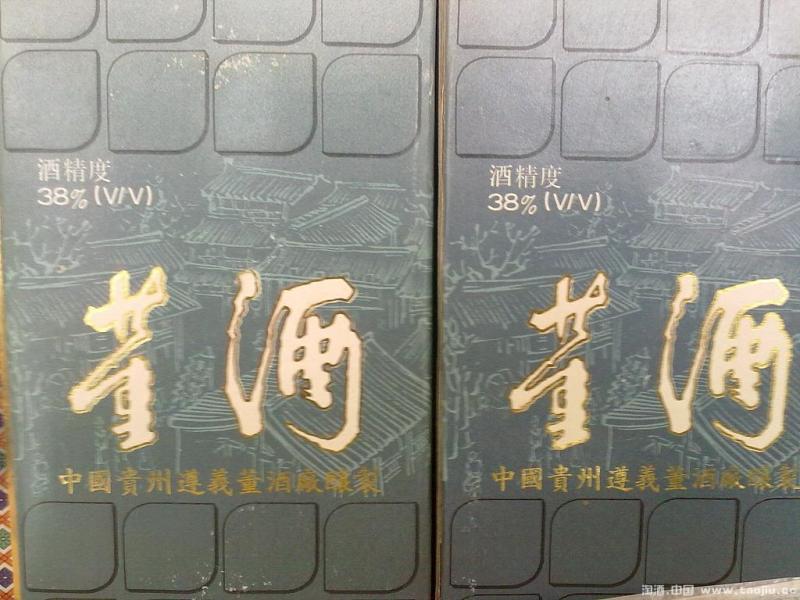 酒精度
38% (V/V)
董酒
中國貴州遵義董酒廠釀製
酒精度
38% (V/V)
董酒
中國貴州遵義董酒廠釀製
淘酒.中国 www.taojiu.cc